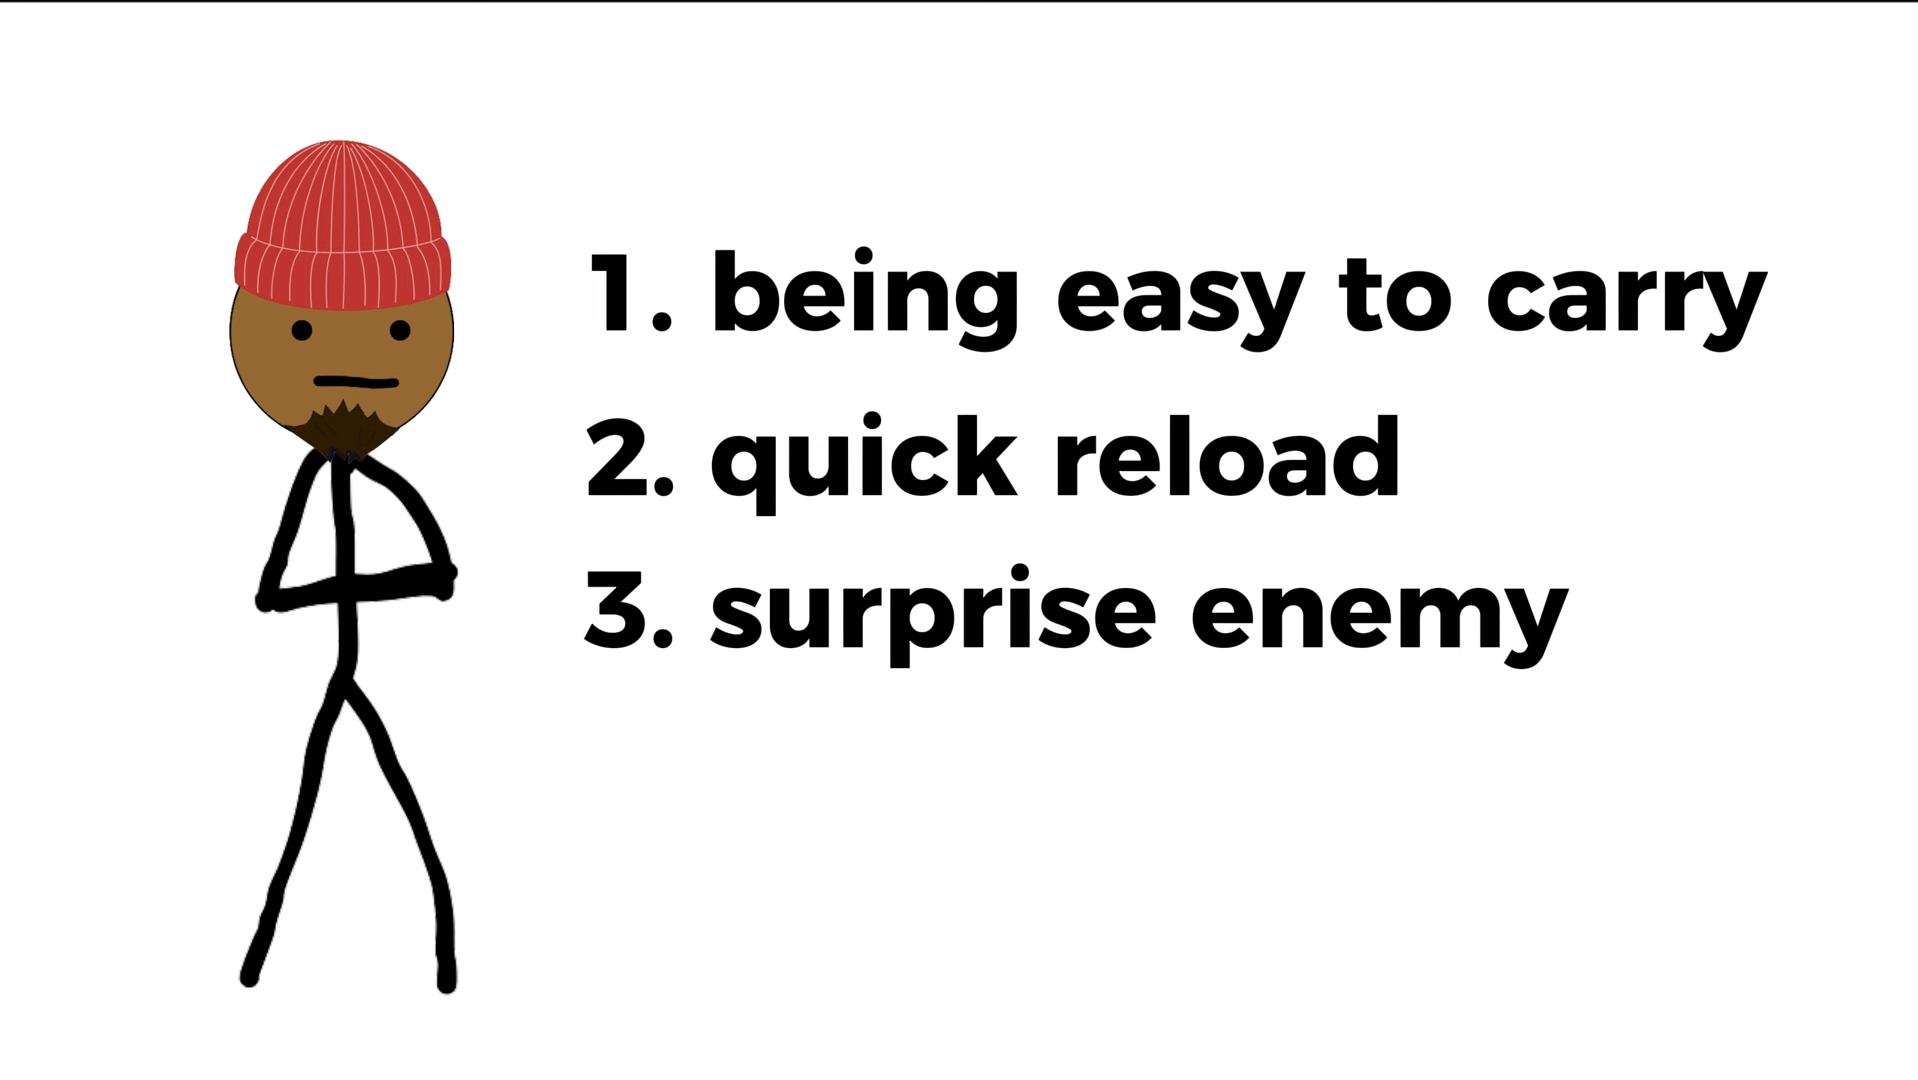 1. being easy to carry
2. quick reload
3. surprise enemy